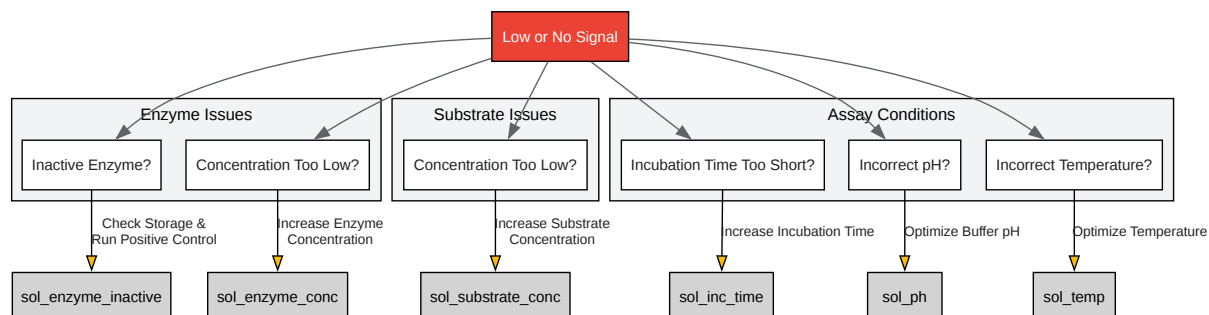 Low or No Signal
Enzyme Issues
Substrate Issues
Assay Conditions
Inactive Enzyme?
Concentration Too Low?
Concentration Too Low?
Incubation Time Too Short?
Incorrect pH?
Incorrect Temperature?
Check Storage &
Run Positive Control
Increase Enzyme
Concentration
Increase Substrate
Concentration
Increase Incubation Time
Optimize Buffer pH
Optimize Temperature
sol_enzyme_inactive
sol_enzyme_conc
sol_substrate_conc
sol_inc_time
sol_ph
sol_temp